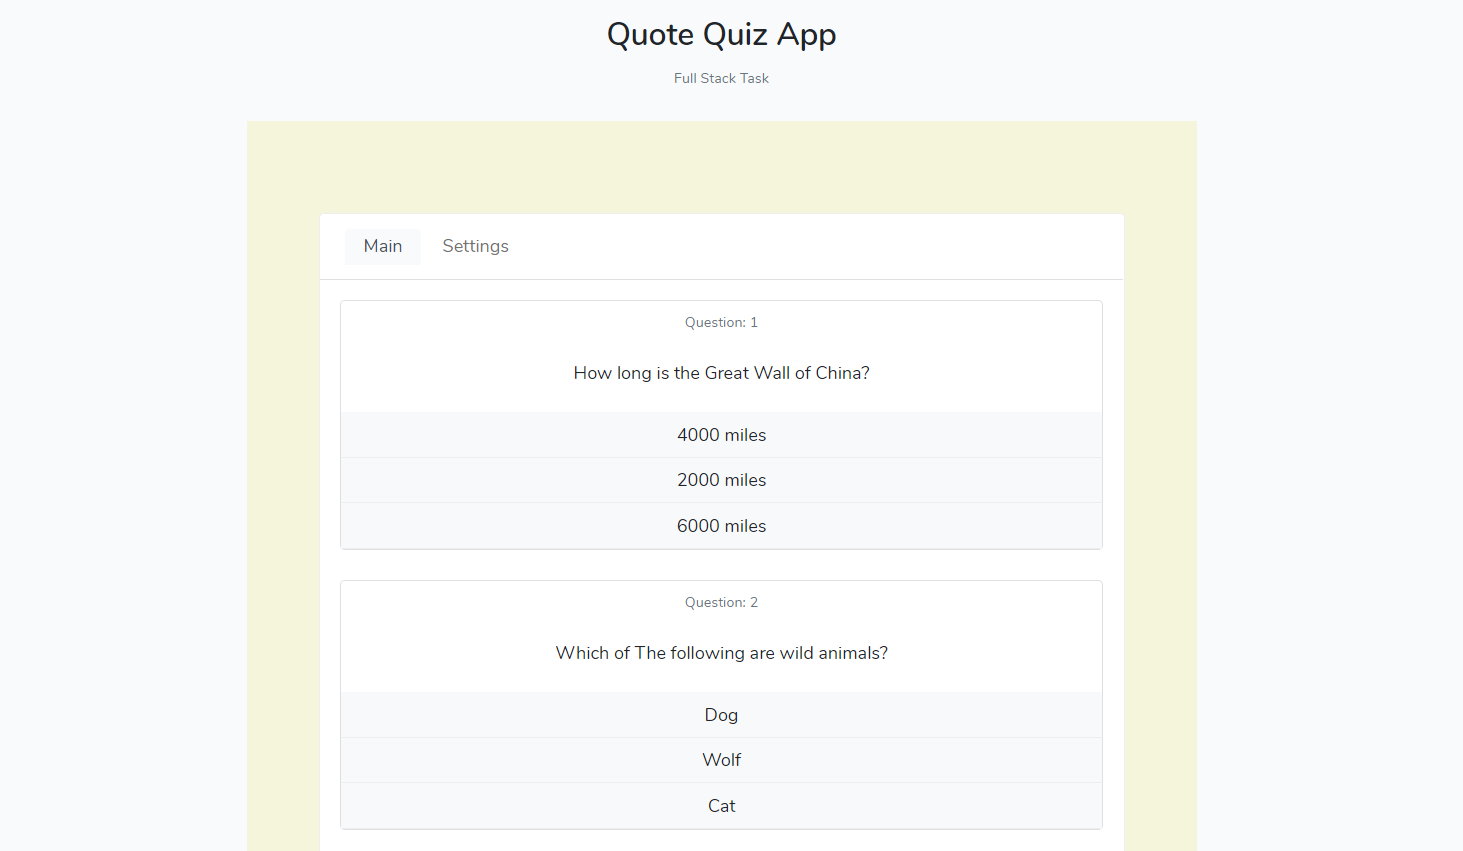 Quote Quiz App
Full Stack Task
Main Settings
Question: 1
How long is the Great Wall of China?
4000 miles
2000 miles
6000 miles
Question: 2
Which of The following are wild animals?
Dog
Wolf
Cat